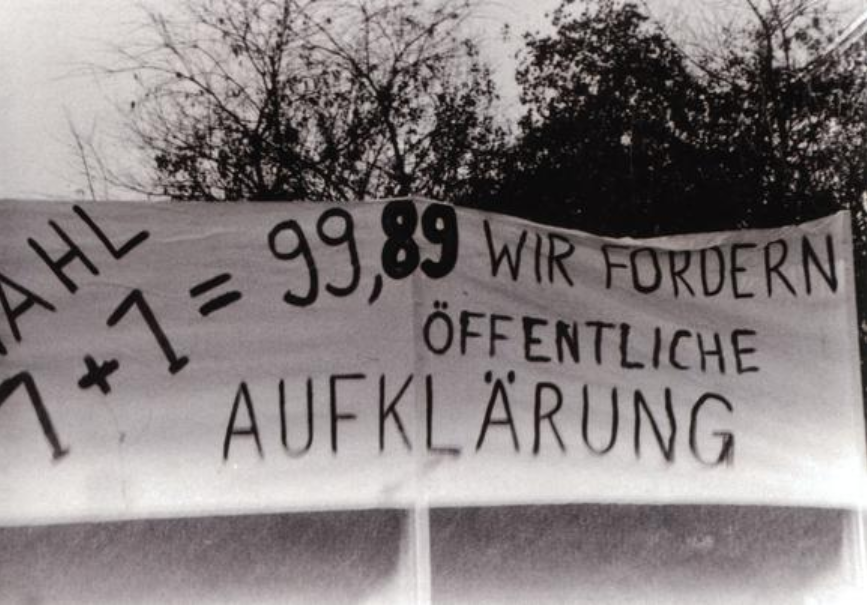 AHL
1+1 = 99,89 WIR FORDERN
ÖFFENTLICHE
AUFKLÄRUNG